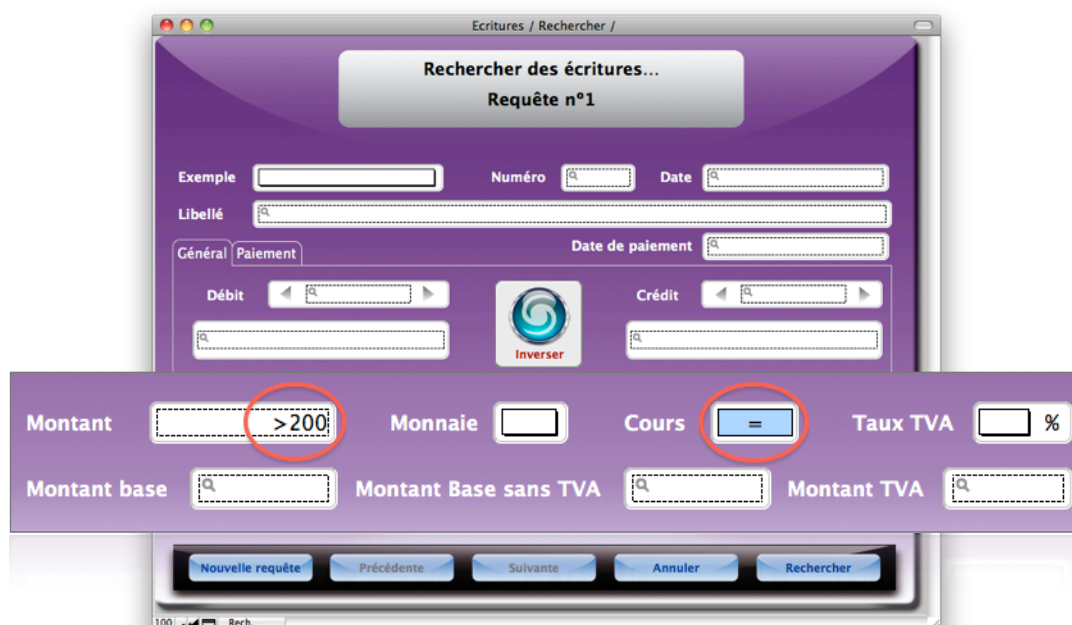 Ecritures / Rechercher /
Rechercher des écritures...
Requête n°1
Exemple Numéro Date
Libellé
Général Paiement Date de paiement
Débit Crédit
Inverser
Montant >200 Monnaie Cours = Taux TVA %
Montant base Montant Base sans TVA Montant TVA
Nouvelle requête Précédente Suivante Annuler Rechercher
100 Rech.